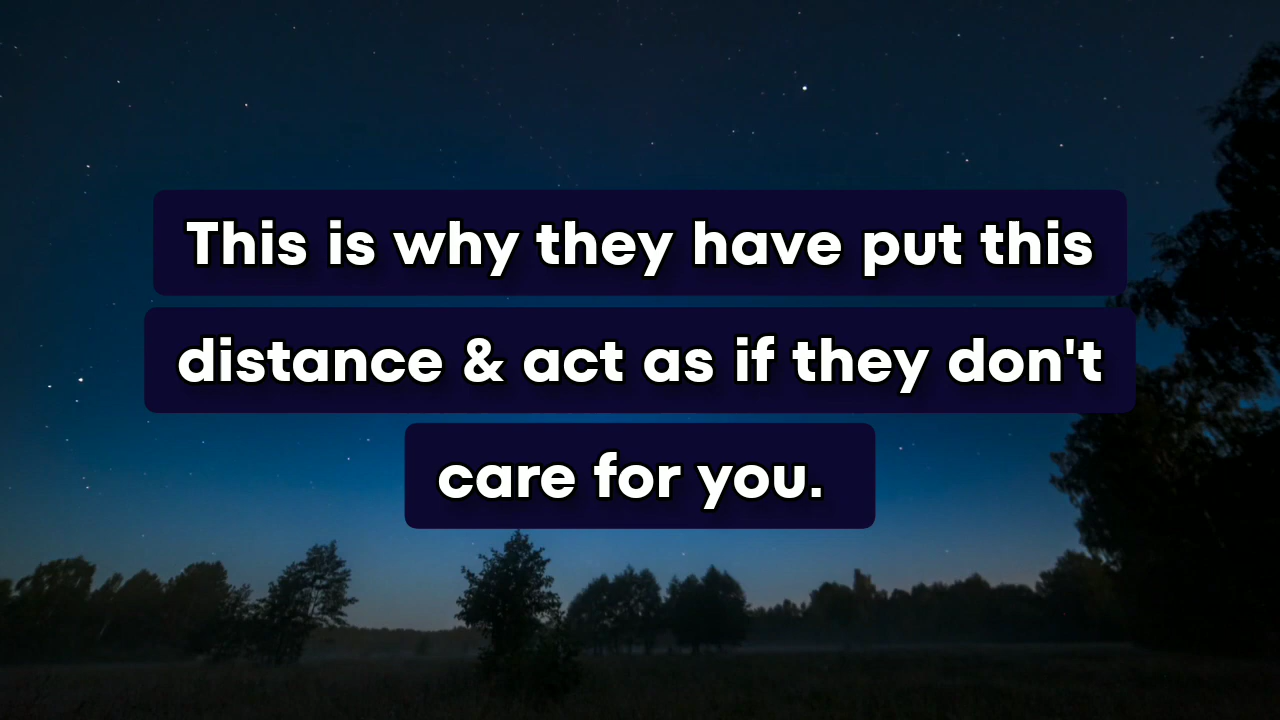 This is why they have put this
distance & act as if they don't
care for you.